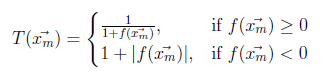 T(\vec{x_m}) = \begin{cases} \frac{1}{1+f(\vec{x_m})}, & \text{if } f(\vec{x_m}) \geq 0 \\ 1 + |f(\vec{x_m})|, & \text{if } f(\vec{x_m}) < 0 \end{cases}